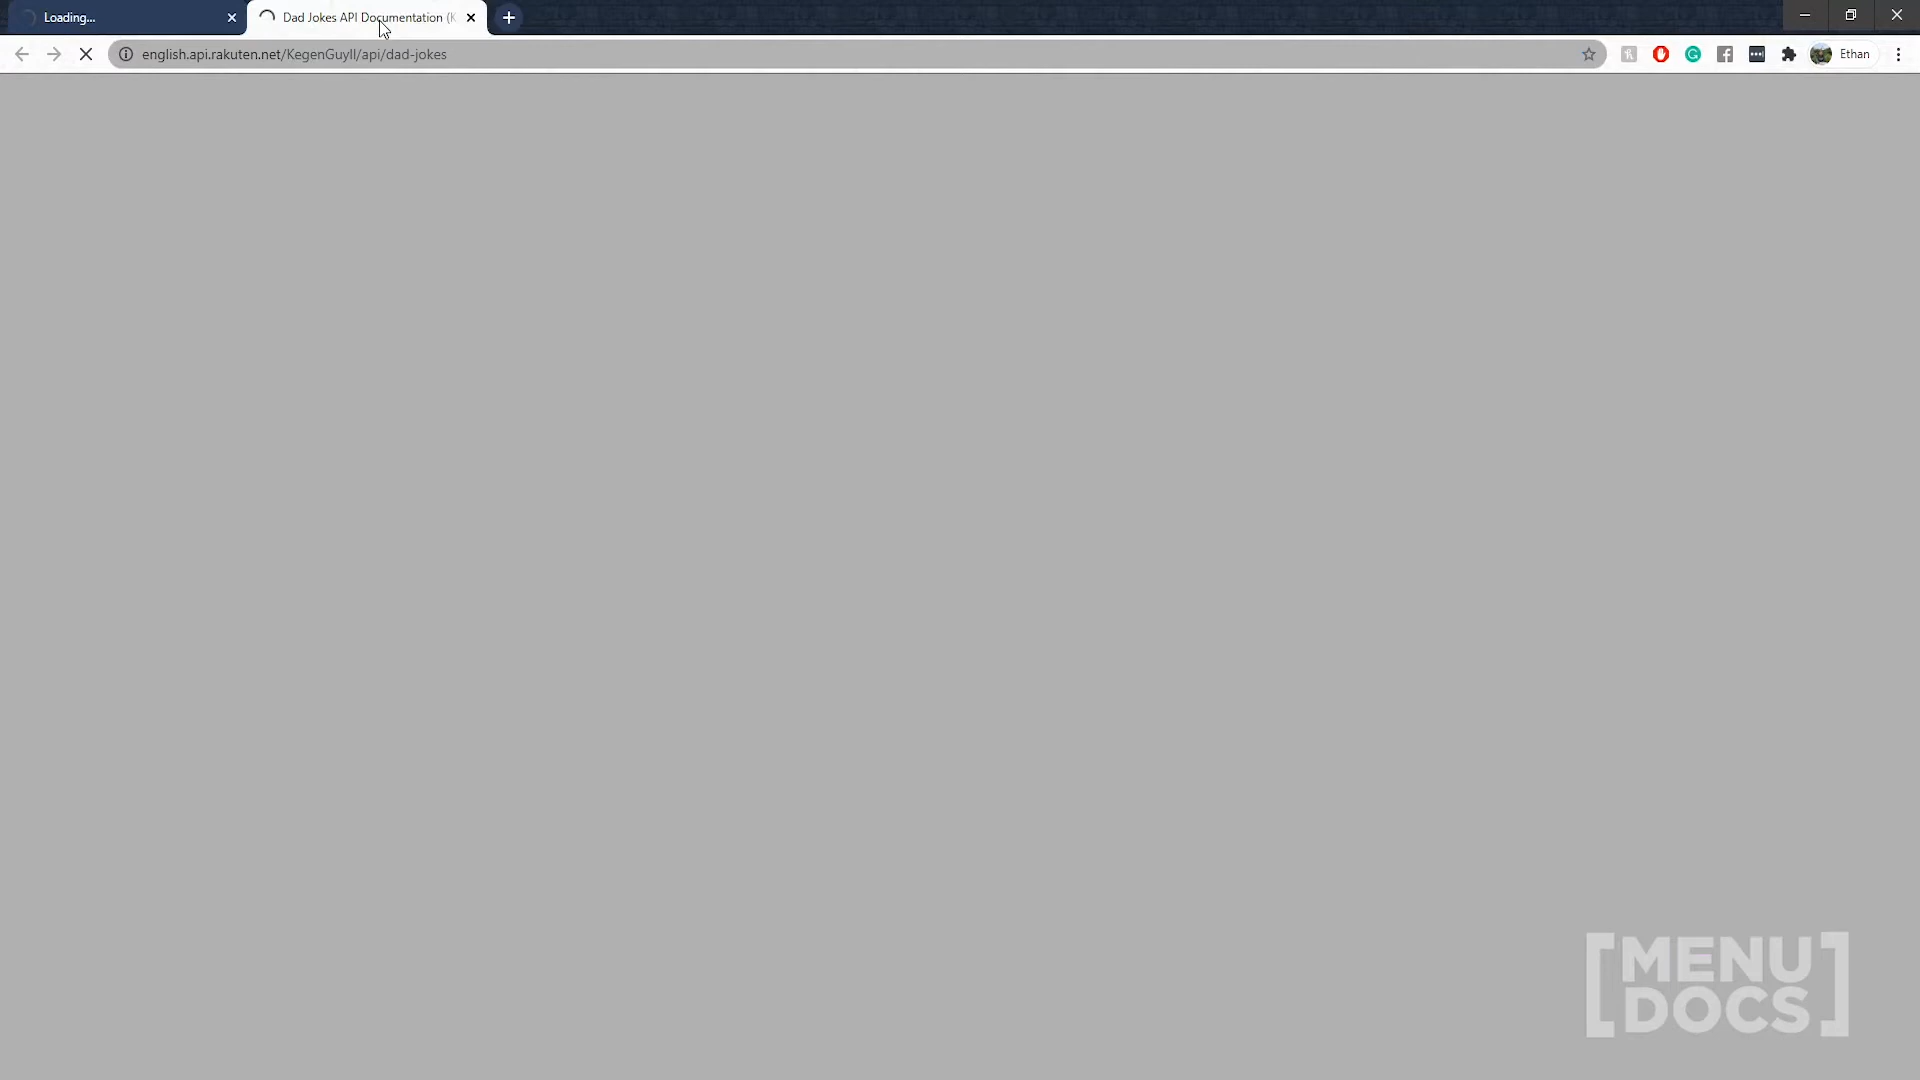 Loading...
Dad Jokes API Documentation (K
english.api.rakuten.net/KegenGuyll/api/dad-jokes
Ethan
[MENU
DOCS]